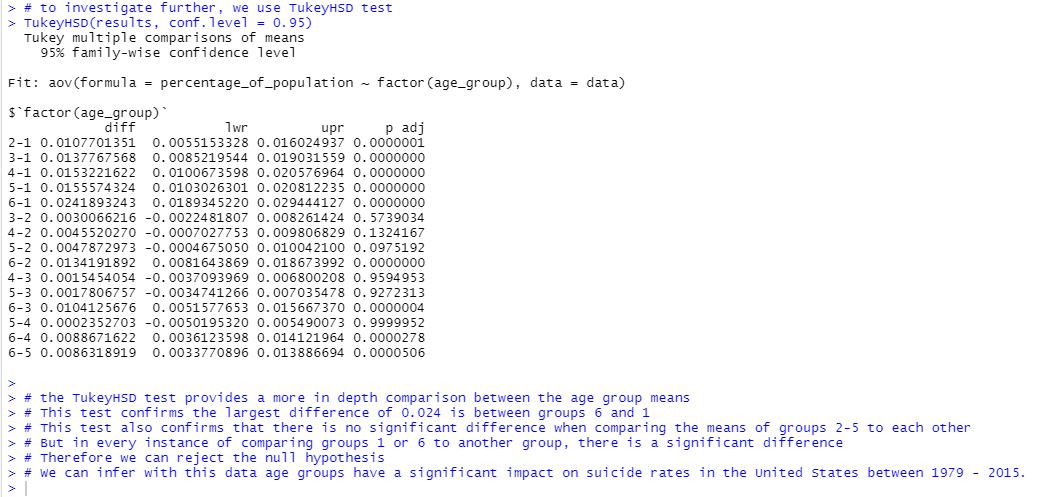 > # to investigate further, we use TukeyHSD test
> TukeyHSD(results, conf.level = 0.95)
  Tukey multiple comparisons of means
    95% family-wise confidence level

Fit: aov(formula = percentage_of_population ~ factor(age_group), data = data)

$`factor(age_group)`
            diff           lwr         upr     p adj
2-1 0.0107701351  0.0055153328 0.016024937 0.0000001
3-1 0.0137767568  0.0085219544 0.019031559 0.0000000
4-1 0.0153221622  0.0100673598 0.020576964 0.0000000
5-1 0.0155574324  0.0103026301 0.020812235 0.0000000
6-1 0.0241893243  0.0189345220 0.029444127 0.0000000
3-2 0.0030066216 -0.0022481807 0.008261424 0.5739034
4-2 0.0045520270 -0.0007027753 0.009806829 0.1324167
5-2 0.0047872973 -0.0004675050 0.010042100 0.0975192
6-2 0.0134191892  0.0081643869 0.018673992 0.0000000
4-3 0.0015454054 -0.0037093969 0.006800208 0.9594953
5-3 0.0017806757 -0.0034741266 0.007035478 0.9272313
6-3 0.0104125676  0.0051577653 0.015667370 0.0000004
5-4 0.0002352703 -0.0050195320 0.005490073 0.9999952
6-4 0.0088671622  0.0036123598 0.014121964 0.0000278
6-5 0.0086318919  0.0033770896 0.013886694 0.0000506

>
> # the TukeyHSD test provides a more in depth comparison between the age group means
> # This test confirms the largest difference of 0.024 is between groups 6 and 1
> # This test also confirms that there is no significant difference when comparing the means of groups 2-5 to each other
> # But in every instance of comparing groups 1 or 6 to another group, there is a significant difference
> # Therefore we can reject the null hypothesis
> # We can infer with this data age groups have a significant impact on suicide rates in the United States between 1979 - 2015.
>